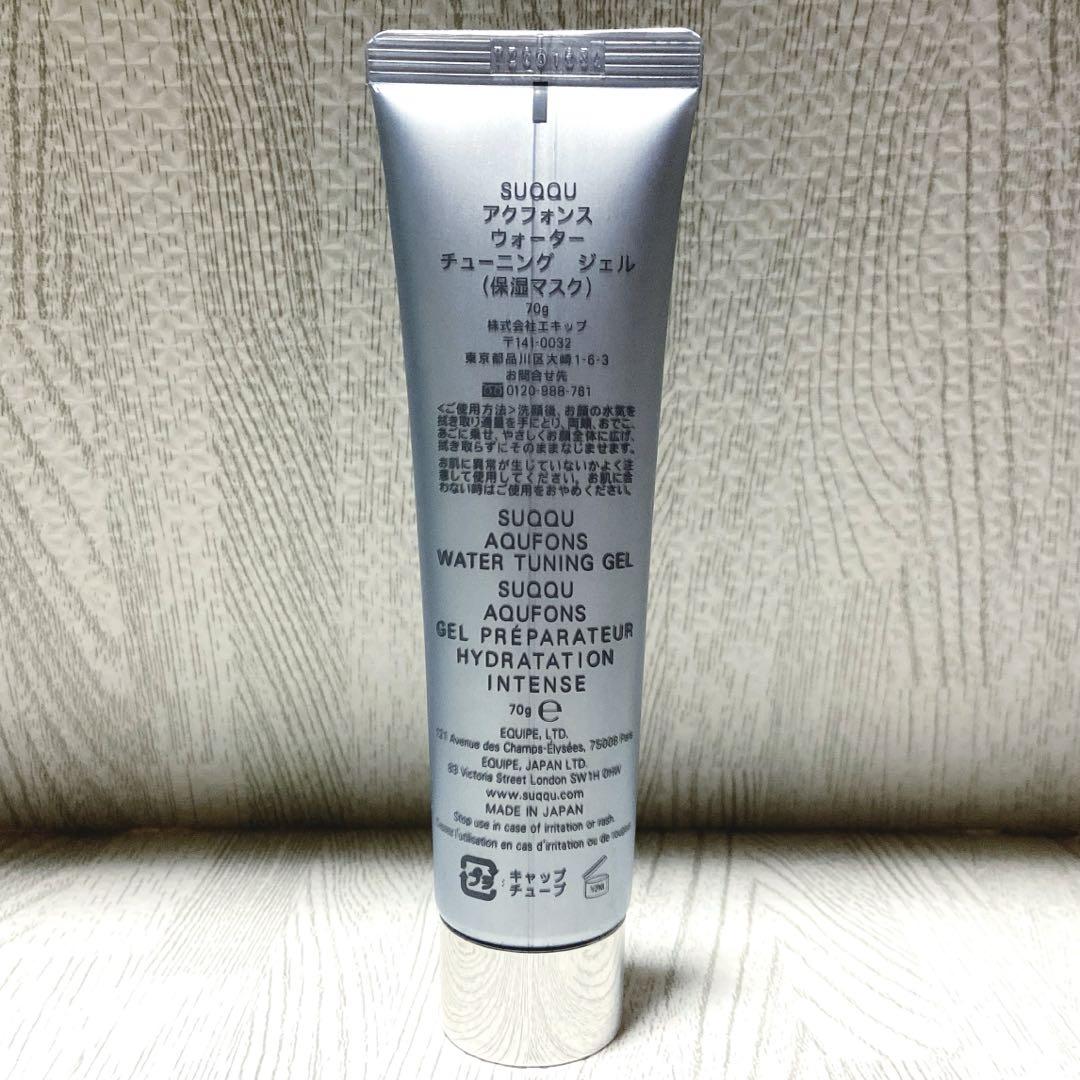 SUQQU
アクフォンス
ウォーター
チューニング ジェル
(保湿マスク)
70g
株式会社エキップ
〒141-0032
東京都品川区大崎1-6-3
お問合せ先
0120-988-761
<ご使用方法>洗顔後、お顔の水気を
拭き取り適量を手にとり、両頬、おでこ、
あごに乗せ、やさしくお顔全体に広げ、
拭き取らずにそのままなじませます。
お肌に異常が生じていないかよく注
意して使用してください。お肌に合
わない時はご使用をおやめください。
SUQQU
AQUFONS
WATER TUNING GEL
SUQQU
AQUFONS
GEL PRÉPARATEUR
HYDRATATION
INTENSE
70g ℮
EQUIPE, LTD.
Avenue des Champs-Élysées, 75008 Paris
EQUIPE, JAPAN LTD.
83 Victoria Street London SW1H 0HW
www.suqqu.com
MADE IN JAPAN
Stop use in case of irritation or rash.
l'utilisation en cas d'irritation ou de
プラ : キャップ
チューブ